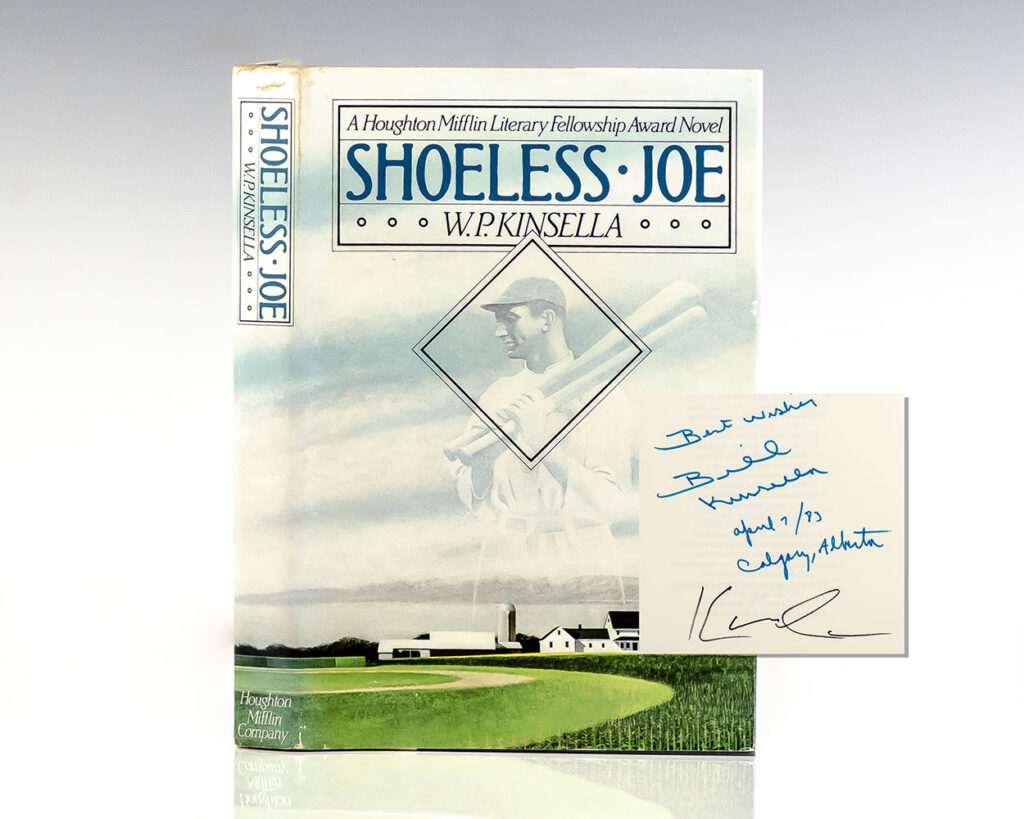 SHOELESS · JOE
W.P. KINSELLA
Houghton
Mifflin
Company
A Houghton Mifflin Literary Fellowship Award Novel
SHOELESS · JOE
W.P. KINSELLA
Best wishes
Bill
Kinsella
april 7/83
Calgary, Alberta